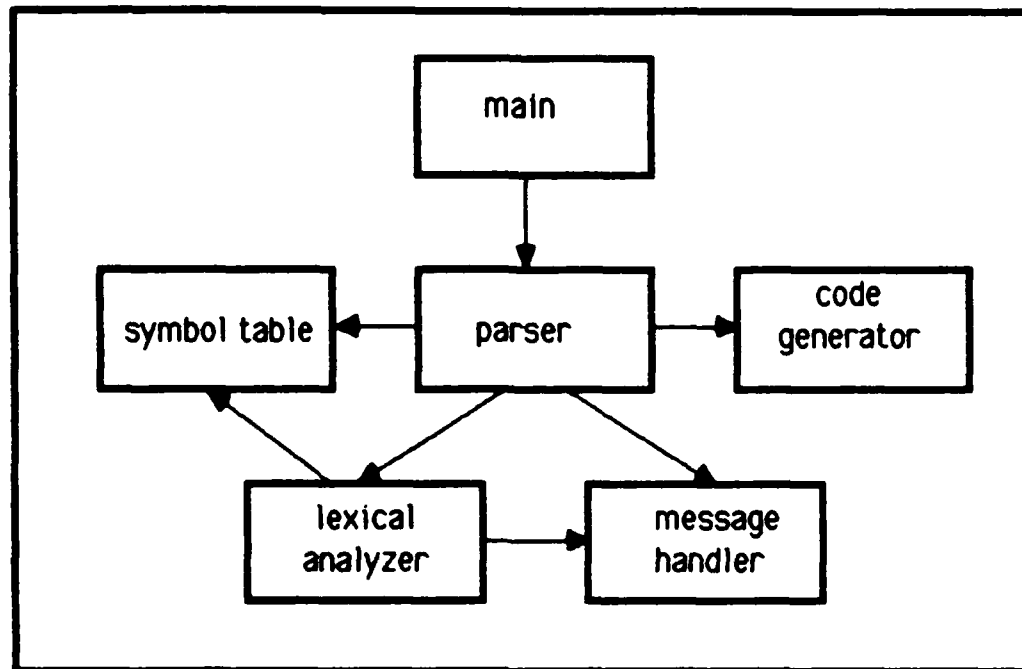 main
symbol table
parser
code
generator
lexical
analyzer
message
handler